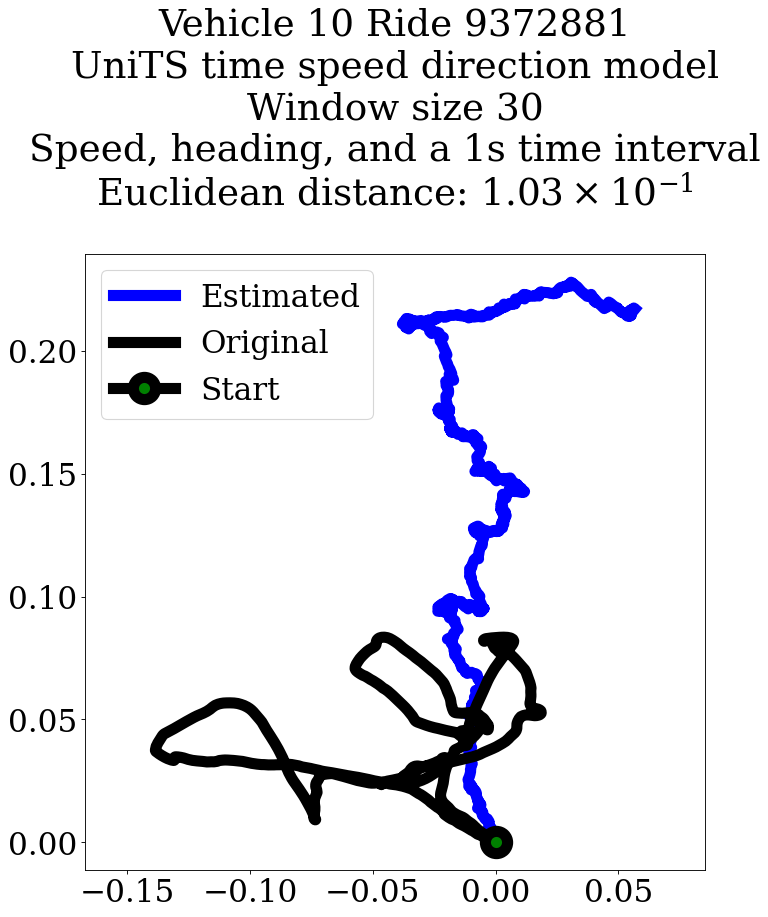 Vehicle 10 Ride 9372881
UniTS time speed direction model
Window size 30
Speed, heading, and a 1s time interval
Euclidean distance: 1.03 × 10⁻¹
Estimated
Original
Start
0.20
0.15
0.10
0.05
0.00
−0.15 −0.10 −0.05 0.00 0.05